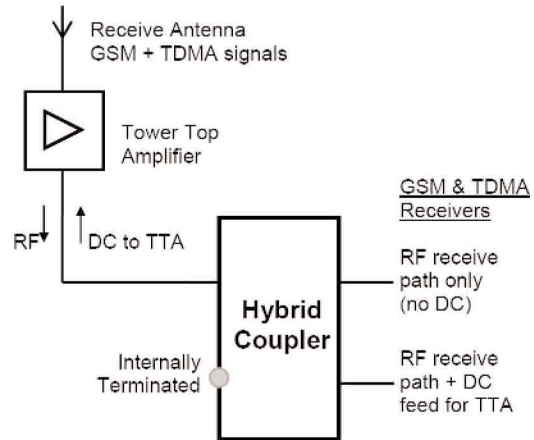 Receive Antenna
GSM + TDMA signals
Tower Top
Amplifier
RF
DC to TTA
GSM & TDMA
Receivers
RF receive
path only
(no DC)
Hybrid
Coupler
Internally
Terminated
RF receive
path + DC
feed for TTA